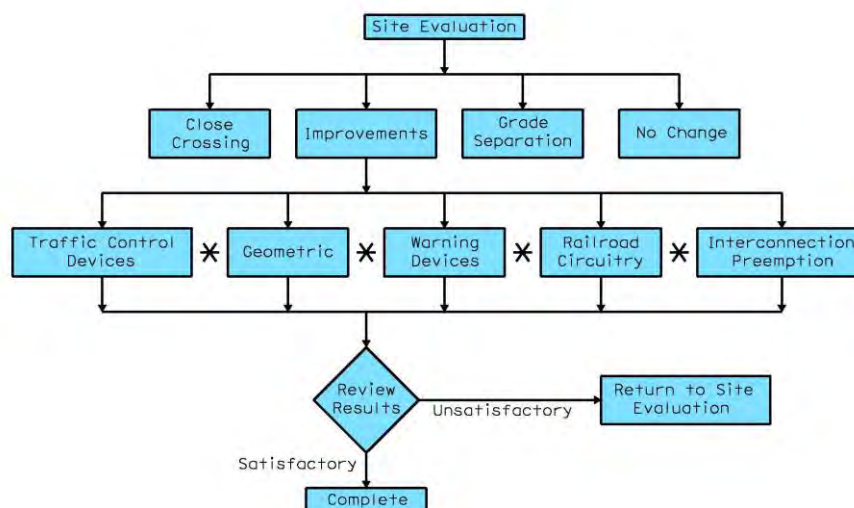 Site Evaluation
Close
Crossing
Improvements
Grade
Separation
No Change
Traffic Control
Devices
*
Geometric
*
Warning
Devices
*
Railroad
Circuitry
*
Interconnection
Preemption
Review
Results
Unsatisfactory
Return to Site
Evaluation
Satisfactory
Complete